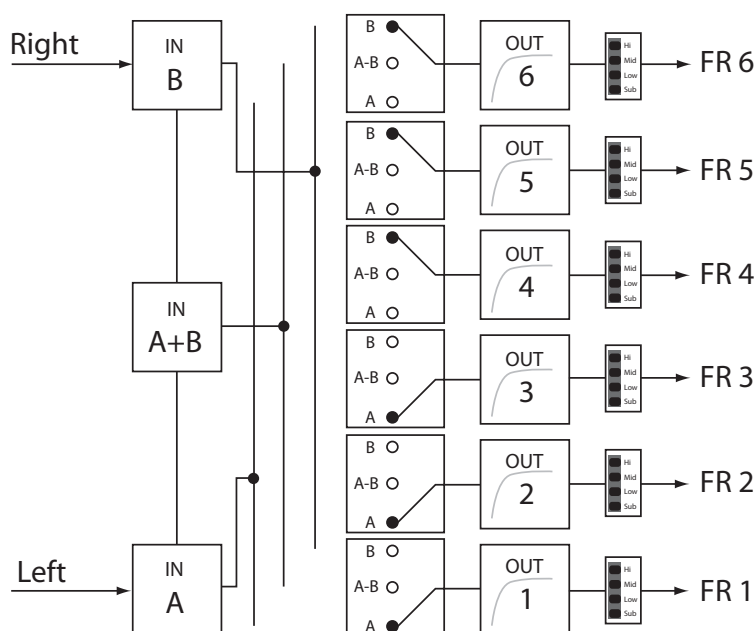 Right
IN
B
B
A-B
A
OUT
6
Hi
Mid
Low
Sub
FR 6
B
A-B
A
OUT
5
Hi
Mid
Low
Sub
FR 5
IN
A+B
B
A-B
A
OUT
4
Hi
Mid
Low
Sub
FR 4
B
A-B
A
OUT
3
Hi
Mid
Low
Sub
FR 3
B
A-B
A
OUT
2
Hi
Mid
Low
Sub
FR 2
Left
IN
A
B
A-B
A
OUT
1
Hi
Mid
Low
Sub
FR 1